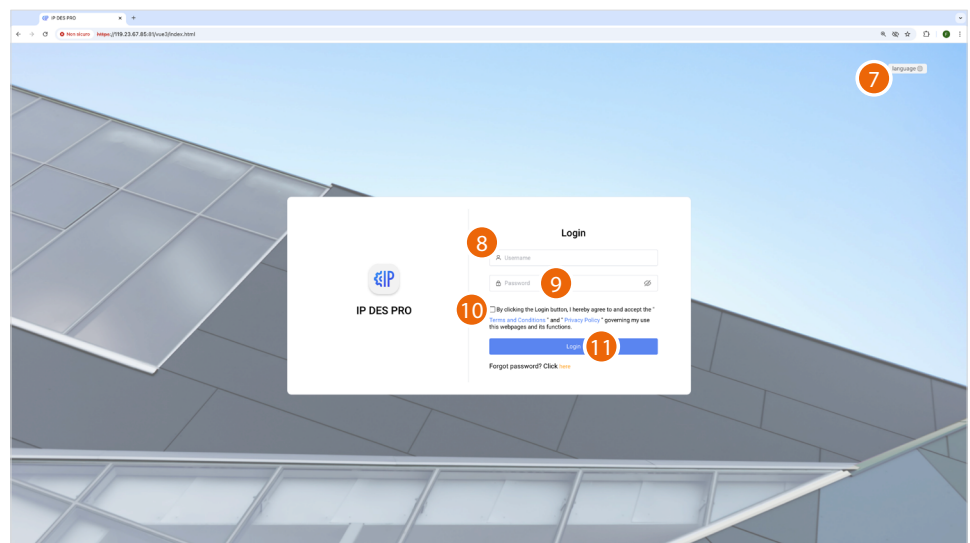 IP DES PRO
Non sicuro https://119.23.67.85:81/vue3/index.html
7
language
Login
8
Username
IP
Password
9
IP DES PRO
10
By clicking the Login button, I hereby agree to and accept the "
Terms and Conditions " and " Privacy Policy " governing my use
this webpages and its functions.
Login
11
Forgot password? Click here